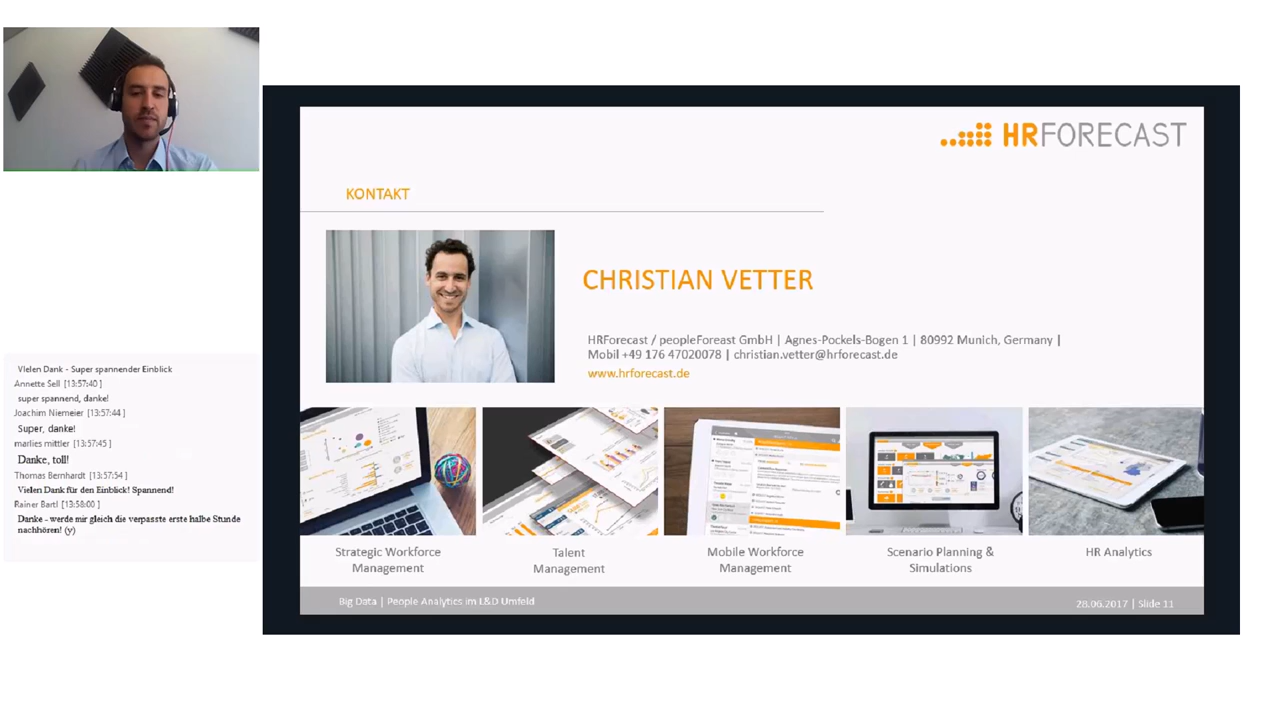 HRFORECAST
KONTAKT
CHRISTIAN VETTER
HRForecast / peopleForeast GmbH | Agnes-Pockels-Bogen 1 | 80992 Munich, Germany |
Mobil +49 176 47020078 | christian.vetter@hrforecast.de
www.hrforecast.de
Strategic Workforce
Management
Talent
Management
Mobile Workforce
Management
Scenario Planning &
Simulations
HR Analytics
Big Data | People Analytics im L&D Umfeld
28.06.2017 | Slide 11
Vielen Dank - Super spannender Einblick
Annette Sell [13:57:40 ]
super spannend, danke!
Joachim Niemeier [13:57:44 ]
Super, danke!
marlies mittler [13:57:45 ]
Danke, toll!
Thomas Bernhardt [13:57:54 ]
Vielen Dank für den Einblick! Spannend!
Rainer Bartl [13:58:00 ]
Danke - werde mir gleich die verpasste erste halbe Stunde
nachhören! (y)